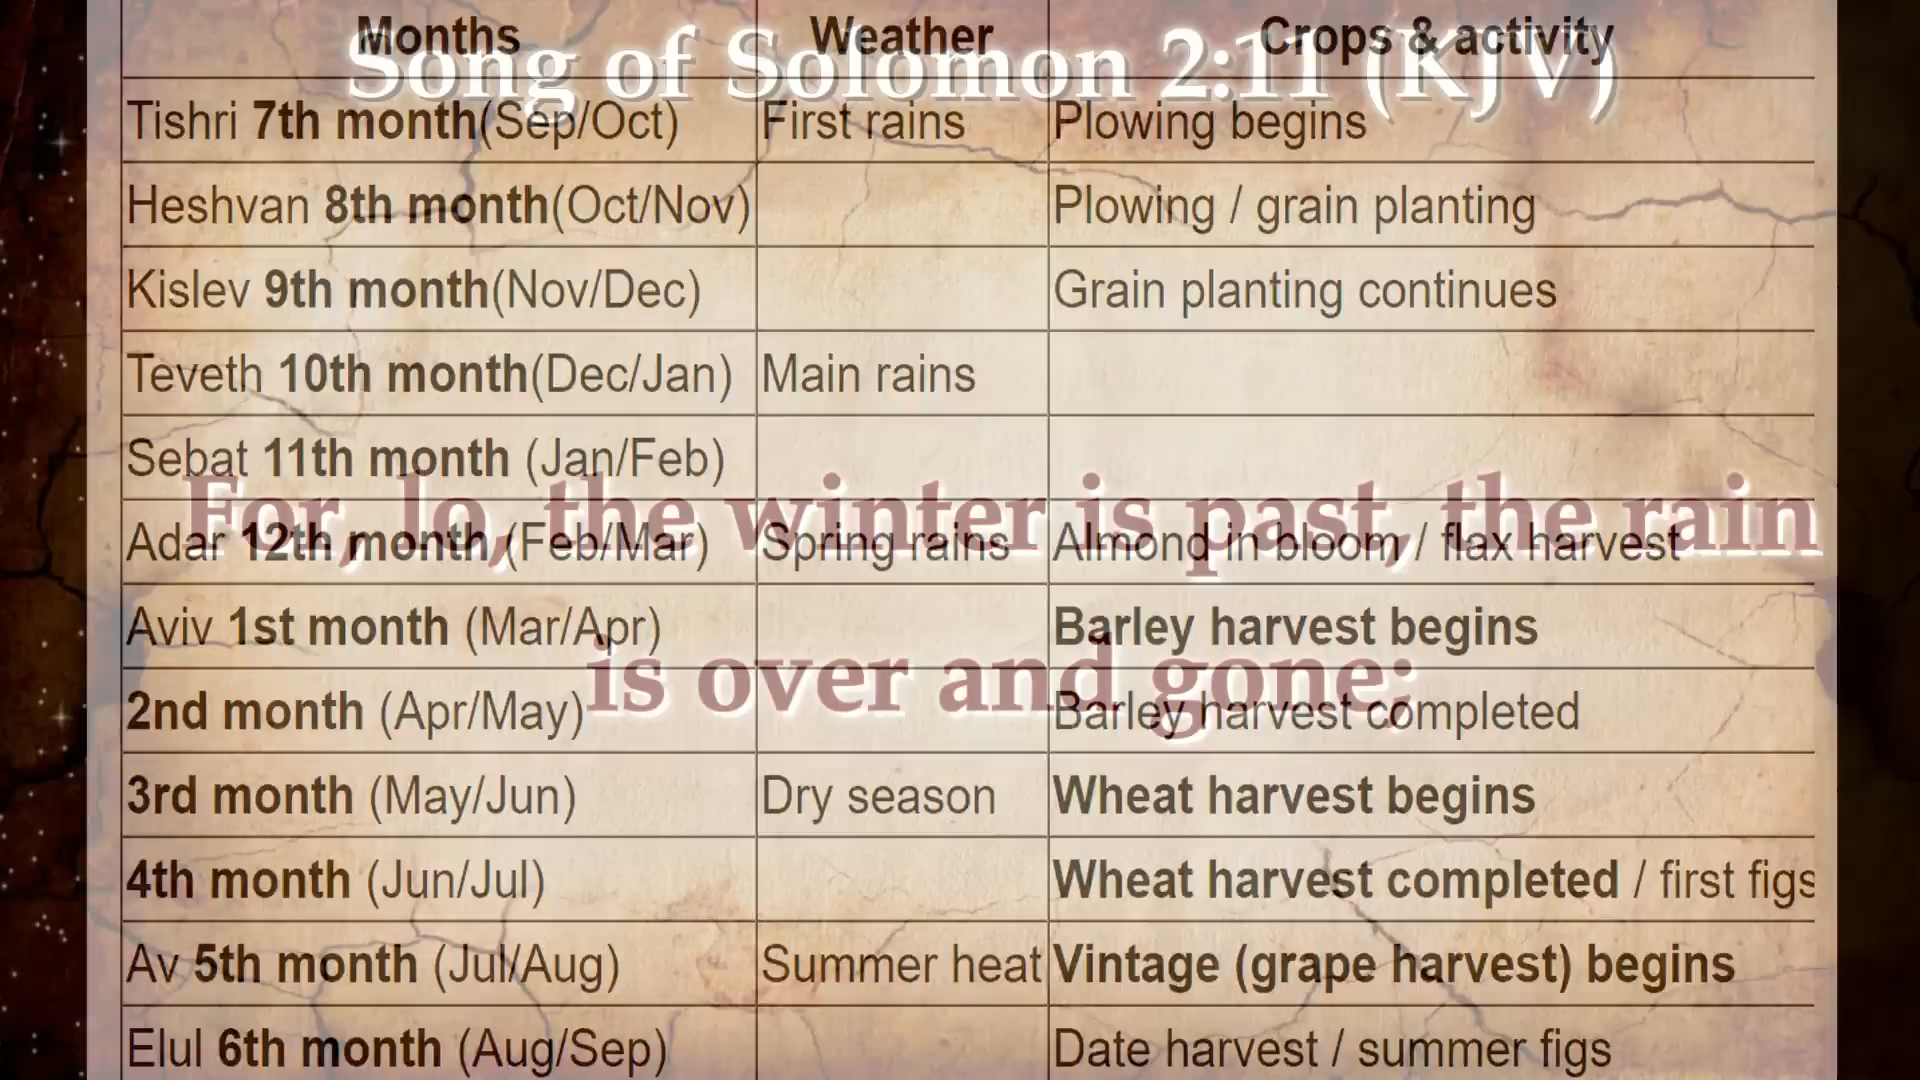 Months Weather Crops & activity
Song of Solomon 2:11 (KJV)
Tishri 7th month(Sep/Oct) First rains Plowing begins
Heshvan 8th month(Oct/Nov) Plowing / grain planting
Kislev 9th month(Nov/Dec) Grain planting continues
Teveth 10th month(Dec/Jan) Main rains
Sebat 11th month (Jan/Feb)
For, lo, the winter is past, the rain
Adar 12th month (Feb/Mar) Spring rains Almond in bloom / flax harvest
Aviv 1st month (Mar/Apr) Barley harvest begins
is over and gone;
2nd month (Apr/May) Barley harvest completed
3rd month (May/Jun) Dry season Wheat harvest begins
4th month (Jun/Jul) Wheat harvest completed / first figs
Av 5th month (Jul/Aug) Summer heat Vintage (grape harvest) begins
Elul 6th month (Aug/Sep) Date harvest / summer figs